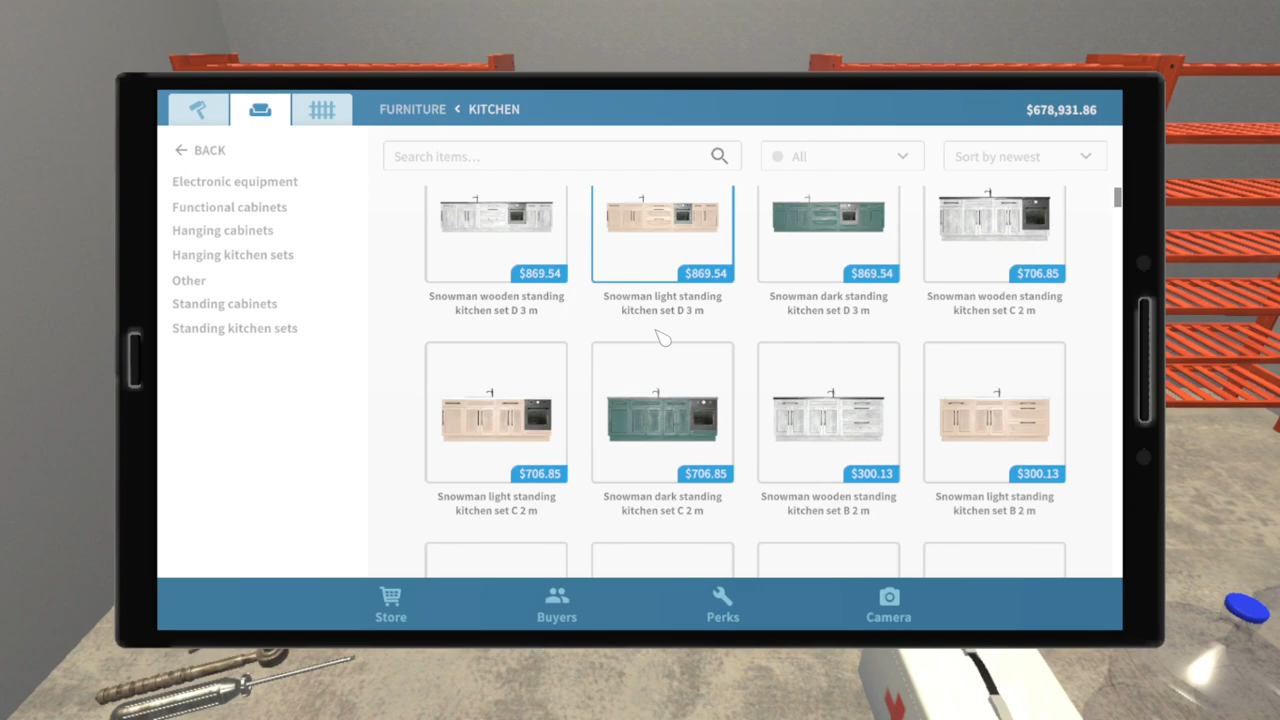 FURNITURE < KITCHEN
$678,931.86
BACK
Electronic equipment
Functional cabinets
Hanging cabinets
Hanging kitchen sets
Other
Standing cabinets
Standing kitchen sets
Search items...
All
Sort by newest
$869.54
$869.54
$869.54
$706.85
Snowman wooden standing
kitchen set D 3 m
Snowman light standing
kitchen set D 3 m
Snowman dark standing
kitchen set D 3 m
Snowman wooden standing
kitchen set C 2 m
$706.85
$706.85
$300.13
$300.13
Snowman light standing
kitchen set C 2 m
Snowman dark standing
kitchen set C 2 m
Snowman wooden standing
kitchen set B 2 m
Snowman light standing
kitchen set B 2 m
Store
Buyers
Perks
Camera